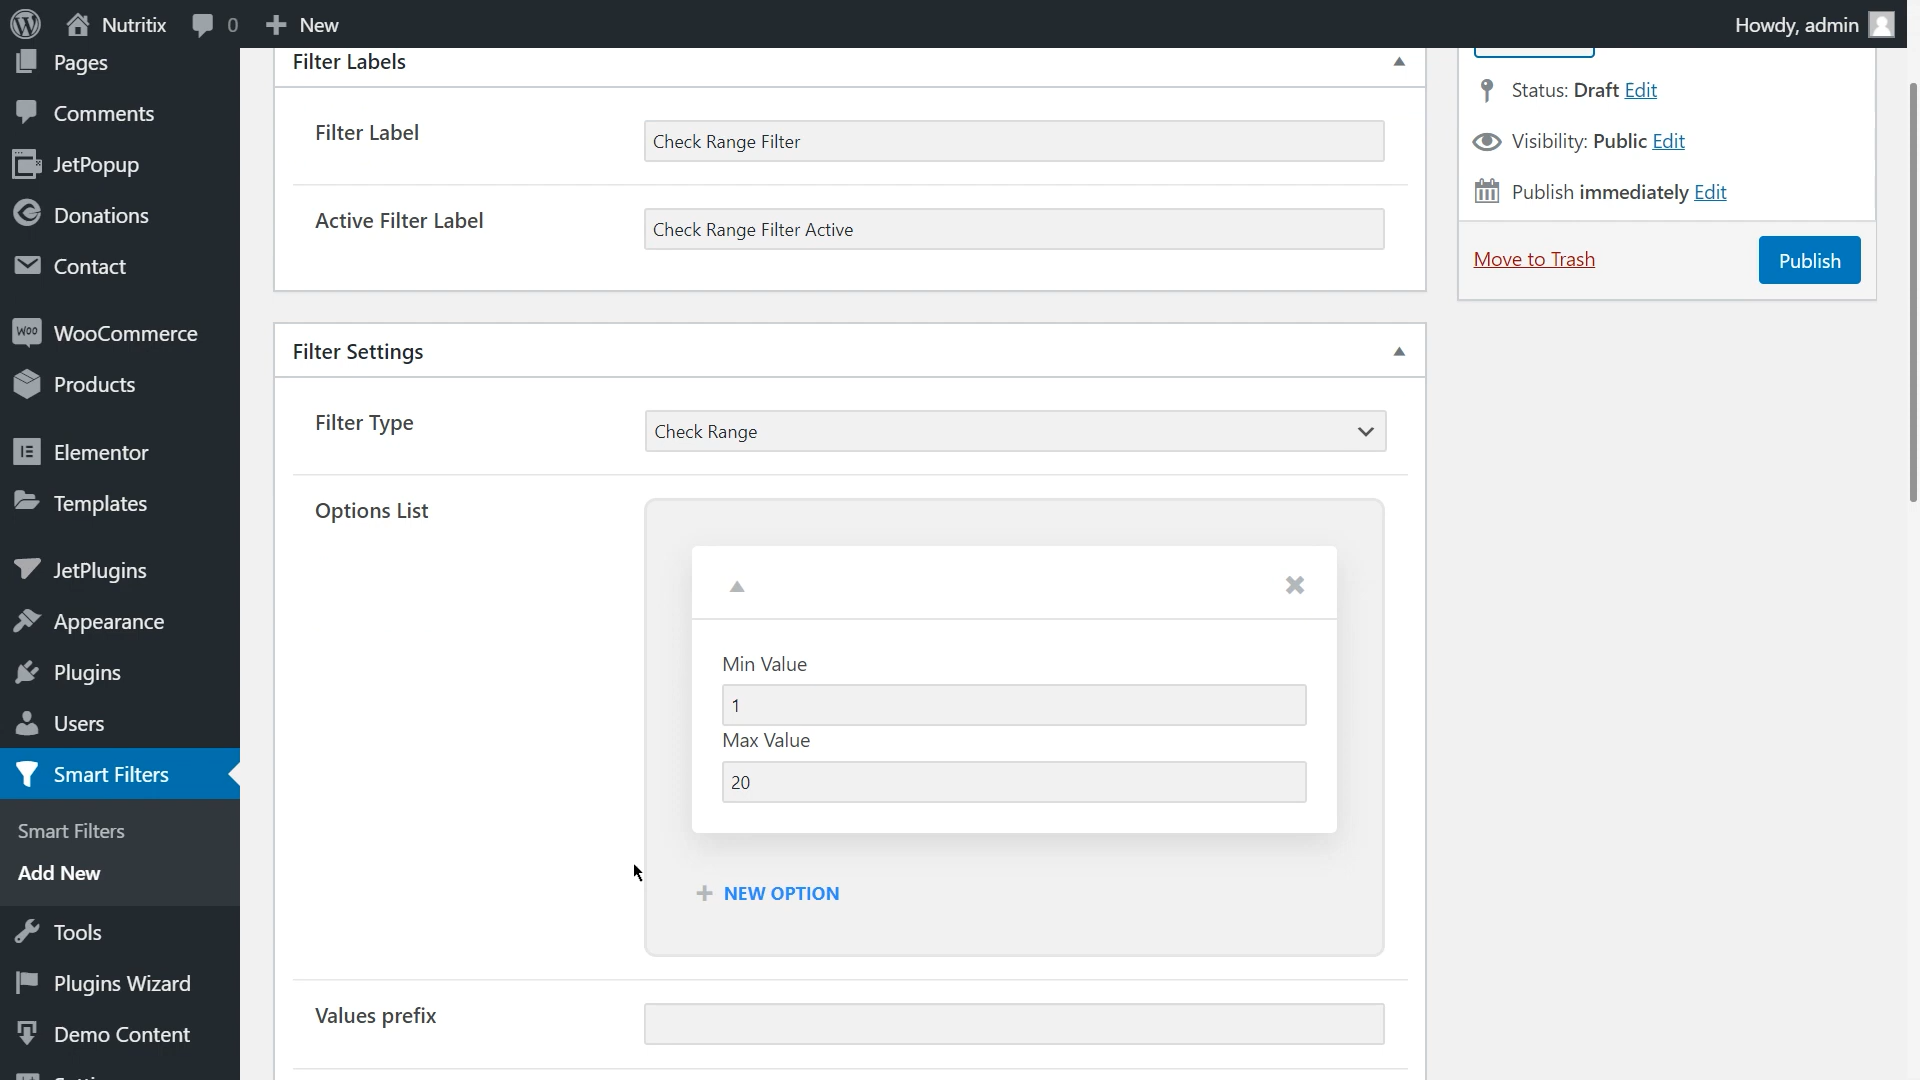 Nutritix 0 New Howdy, admin
Pages
Comments
JetPopup
Donations
Contact
WooCommerce
Products
Elementor
Templates
JetPlugins
Appearance
Plugins
Users
Smart Filters
Smart Filters
Add New
Tools
Plugins Wizard
Demo Content
Filter Labels
Filter Label
Check Range Filter
Active Filter Label
Check Range Filter Active
Filter Settings
Filter Type
Check Range
Options List
Min Value
1
Max Value
20
NEW OPTION
Values prefix
Status: Draft Edit
Visibility: Public Edit
Publish immediately Edit
Move to Trash
Publish